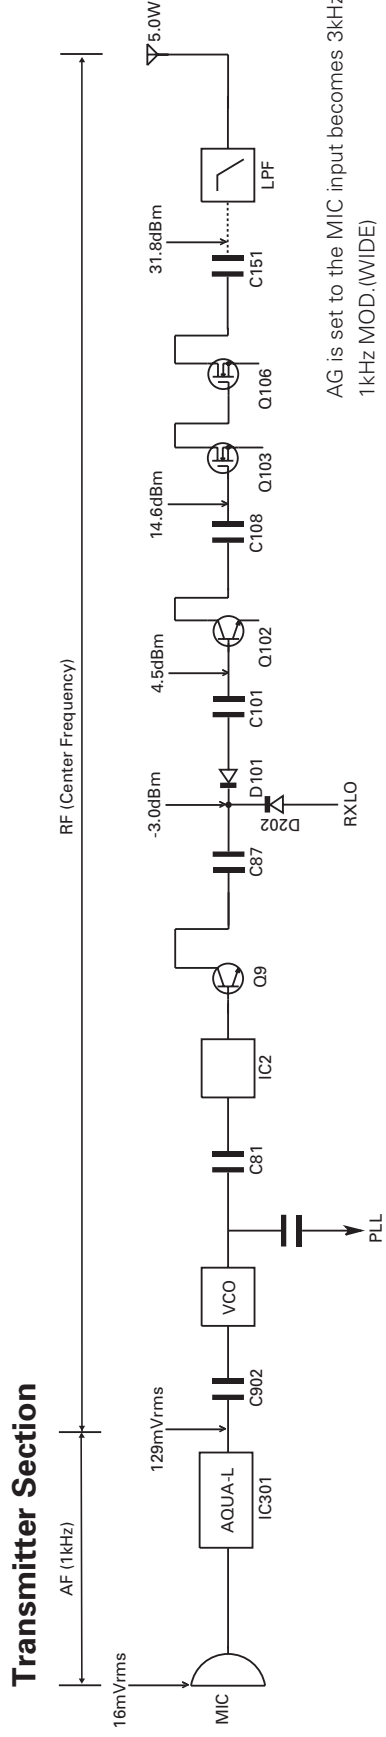 Transmitter Section
AF (1kHz)
RF (Center Frequency)
16mVrms
129mVrms
-3.0dBm
4.5dBm
14.6dBm
31.8dBm
5.0W
MIC
AQUA-L
IC301
C902
VCO
PLL
C81
IC2
Q9
C87
D202
RXLO
D101
C101
Q102
C108
Q103
Q106
C151
LPF
AG is set to the MIC input becomes 3kHz
1kHz MOD.(WIDE)